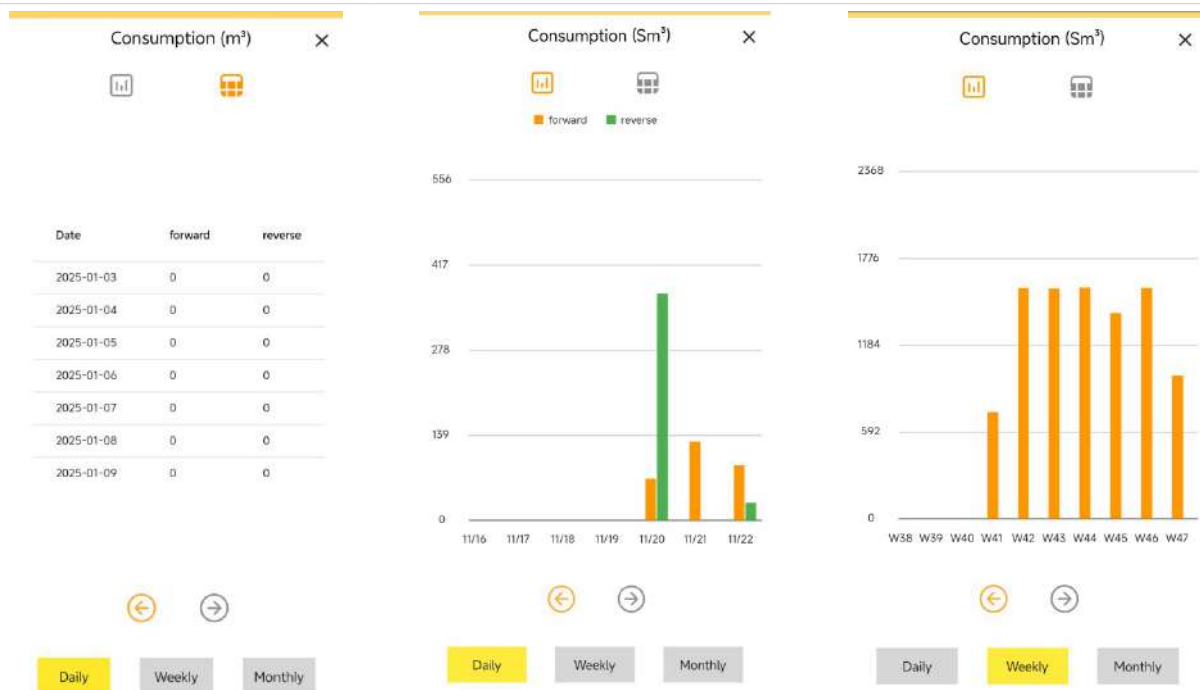 Consumption (m³) ×
Date forward reverse
2025-01-03 0 0
2025-01-04 0 0
2025-01-05 0 0
2025-01-06 0 0
2025-01-07 0 0
2025-01-08 0 0
2025-01-09 0 0
Daily Weekly Monthly
Consumption (Sm³) ×
forward reverse
556
417
278
139
0
11/16 11/17 11/18 11/19 11/20 11/21 11/22
Daily Weekly Monthly
Consumption (Sm³) ×
2368
1776
1184
592
0
W38 W39 W40 W41 W42 W43 W44 W45 W46 W47
Daily Weekly Monthly